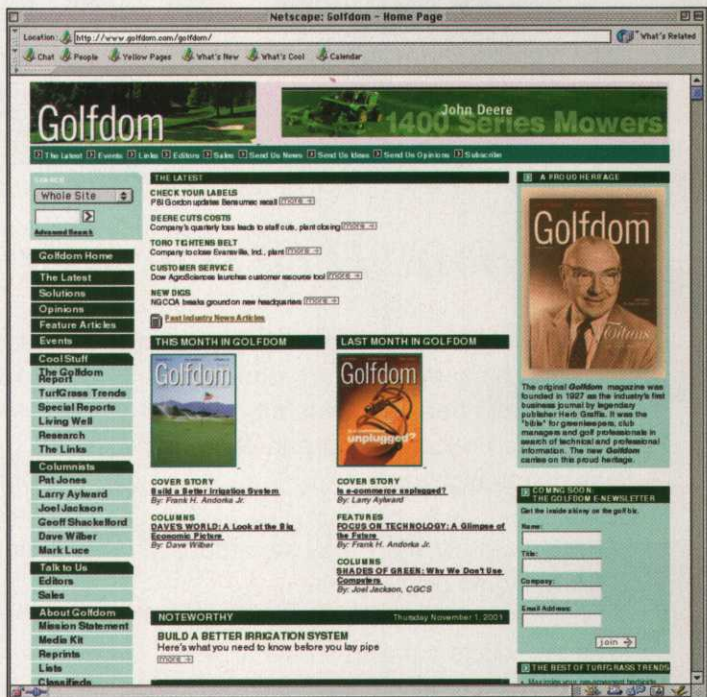 Netscape: Golfdom - Home Page
Location: http://www.golfdom.com/golfdom/
What's Related
Chat People Yellow Pages What's New What's Cool Calendar
Golfdom
John Deere
1400 Series Mowers
The Latest Events Links Editors Sales Send Us News Send Us Ideas Send Us Opinions Subscribe
SEARCH
Whole Site
Advanced Search
Golfdom Home
The Latest
Solutions
Opinions
Feature Articles
Events
Cool Stuff
The Golfdom
Report
TurfGrass Trends
Special Reports
Living Well
Research
The Links
Columnists
Pat Jones
Larry Aylward
Joel Jackson
Geoff Shackelford
Dave Wilber
Mark Luce
Talk to Us
Editors
Sales
About Golfdom
Mission Statement
Media Kit
Reprints
Lists
Classifieds
THE LATEST
CHECK YOUR LABELS
PBI Gordon updates Bensumec recall more
DEERE CUTS COSTS
Company's quarterly loss leads to staff cuts, plant closing more
TORO TIGHTENS BELT
Company to close Evansville, Ind., plant more
CUSTOMER SERVICE
Dow AgroSciences launches customer resource tool more
NEW DIGS
NGCOA breaks ground on new headquarters more
Past Industry News Articles
THIS MONTH IN GOLFDOM
Golfdom
COVER STORY
Build a Better Irrigation System
By: Frank H. Andorka Jr.
COLUMNS
DAVE'S WORLD: A Look at the Big
Economic Picture
By: Dave Wilber
LAST MONTH IN GOLFDOM
Golfdom
unplugged?
COVER STORY
Is e-commerce unplugged?
By: Larry Aylward
FEATURES
FOCUS ON TECHNOLOGY: A Glimpse of
the Future
By: Frank H. Andorka Jr.
COLUMNS
SHADES OF GREEN: Why We Don't Use
Computers
By: Joel Jackson, CGCS
NOTEWORTHY Thursday November 1, 2001
BUILD A BETTER IRRIGATION SYSTEM
Here's what you need to know before you lay pipe
more
A PROUD HERITAGE
Golfdom
The original Golfdom magazine was
founded in 1927 as the industry's first
business journal by legendary
publisher Herb Graffis. It was the
"bible" for greenkeepers, club
managers and golf professionals in
search of technical and professional
information. The new Golfdom
carries on this proud heritage.
COMING SOON:
THE GOLFDOM E-NEWSLETTER
Get the inside skinny on the golf biz.
Name:
Title:
Company:
Email Address:
join
THE BEST OF TURFGRASS TRENDS